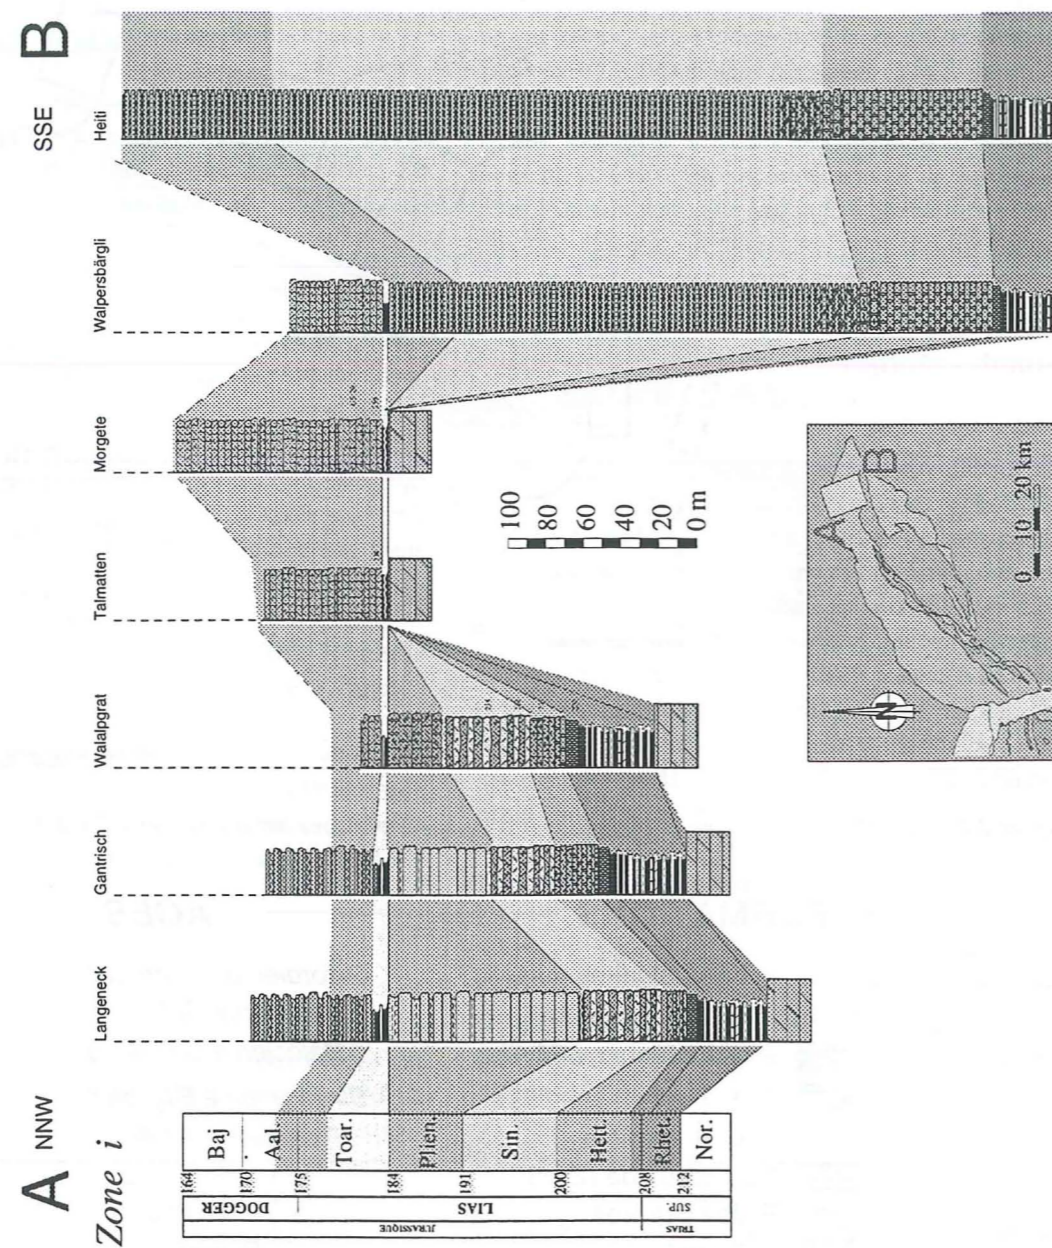 A NNW
SSE B
Zone i
Langeneck
Gantrisch
Walalpgrat
Talmatten
Morgete
Walpersbärgli
Heiti
164
Baj
170
Aal.
175
Toar.
184
Plien.
191
Sin.
200
Hett.
208
Rhet.
212
Nor.
DOGGER
LIAS
SUP.
JURASSIQUE
TRIAS
100
80
60
40
20
0 m
A
B
N
0 10 20 km